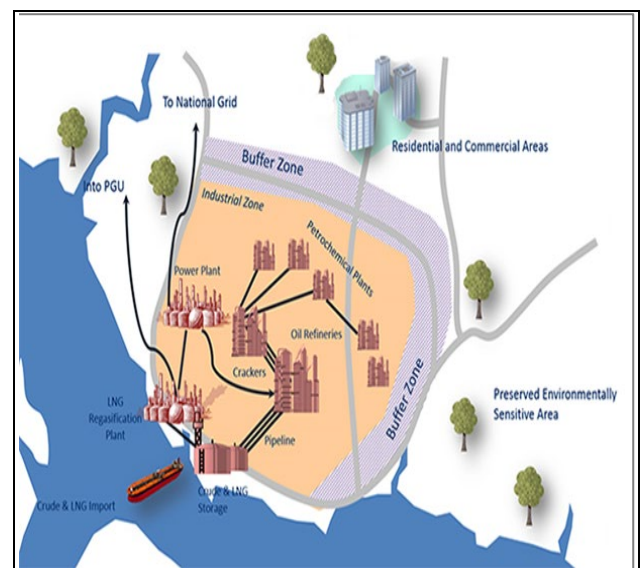 To National Grid
Residential and Commercial Areas
Buffer Zone
Into PGU
Industrial Zone
Petrochemical Plants
Power Plant
Oil Refineries
Crackers
LNG
Regasification
Plant
Buffer Zone
Preserved Environmentally
Sensitive Area
Pipeline
Crude & LNG
Storage
Crude & LNG Import